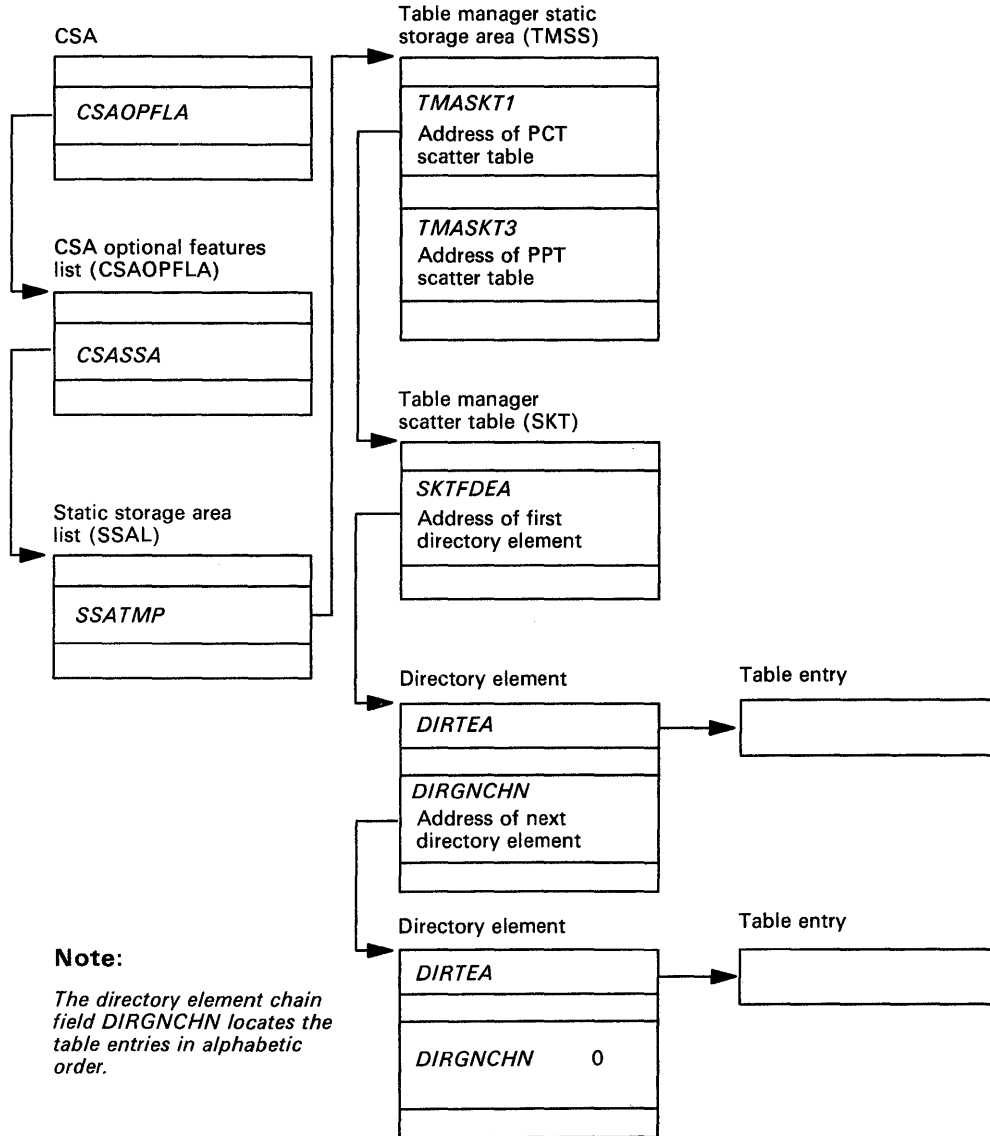 CSA
CSAOPFLA
CSA optional features
list (CSAOPFLA)
CSASSA
Static storage area
list (SSAL)
SSATMP
Table manager static
storage area (TMSS)
TMASKT1
Address of PCT
scatter table
TMASKT3
Address of PPT
scatter table
Table manager
scatter table (SKT)
SKTFDEA
Address of first
directory element
Directory element
DIRTEA
DIRGNCHN
Address of next
directory element
Table entry
Directory element
DIRTEA
DIRGNCHN 0
Table entry
Note:
The directory element chain
field DIRGNCHN locates the
table entries in alphabetic
order.